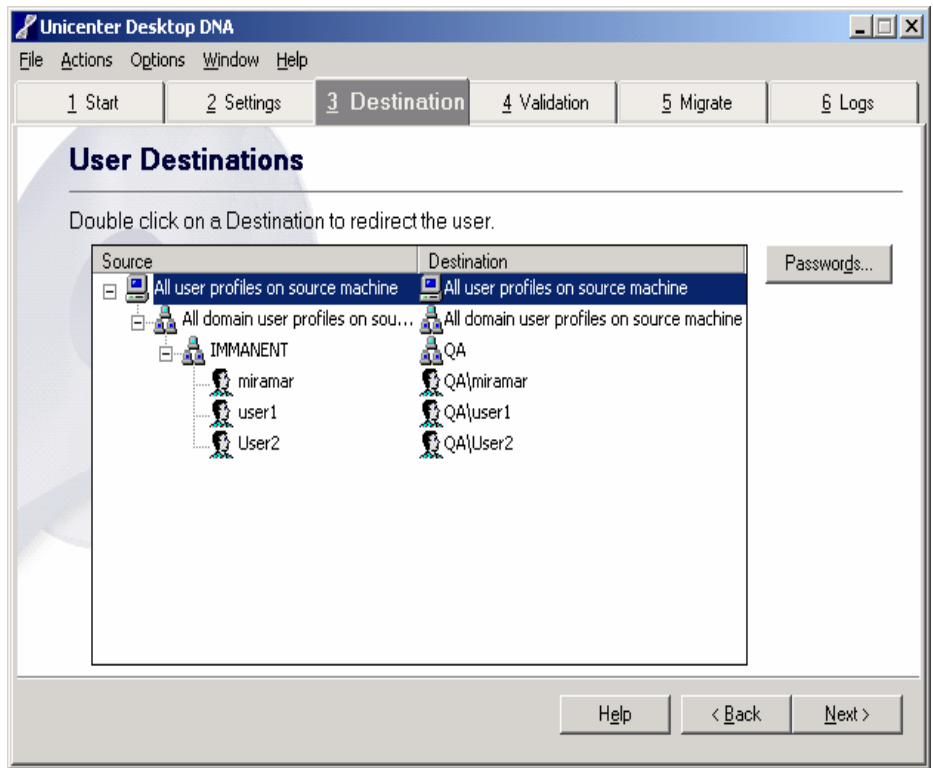 Unicenter Desktop DNA
File Actions Options Window Help
1 Start 2 Settings 3 Destination 4 Validation 5 Migrate 6 Logs
User Destinations
Double click on a Destination to redirect the user.
Source Destination
All user profiles on source machine All user profiles on source machine
All domain user profiles on sou... All domain user profiles on source machine
IMMANENT QA
miramar QA\miramar
user1 QA\user1
User2 QA\User2
Passwords...
Help < Back Next >